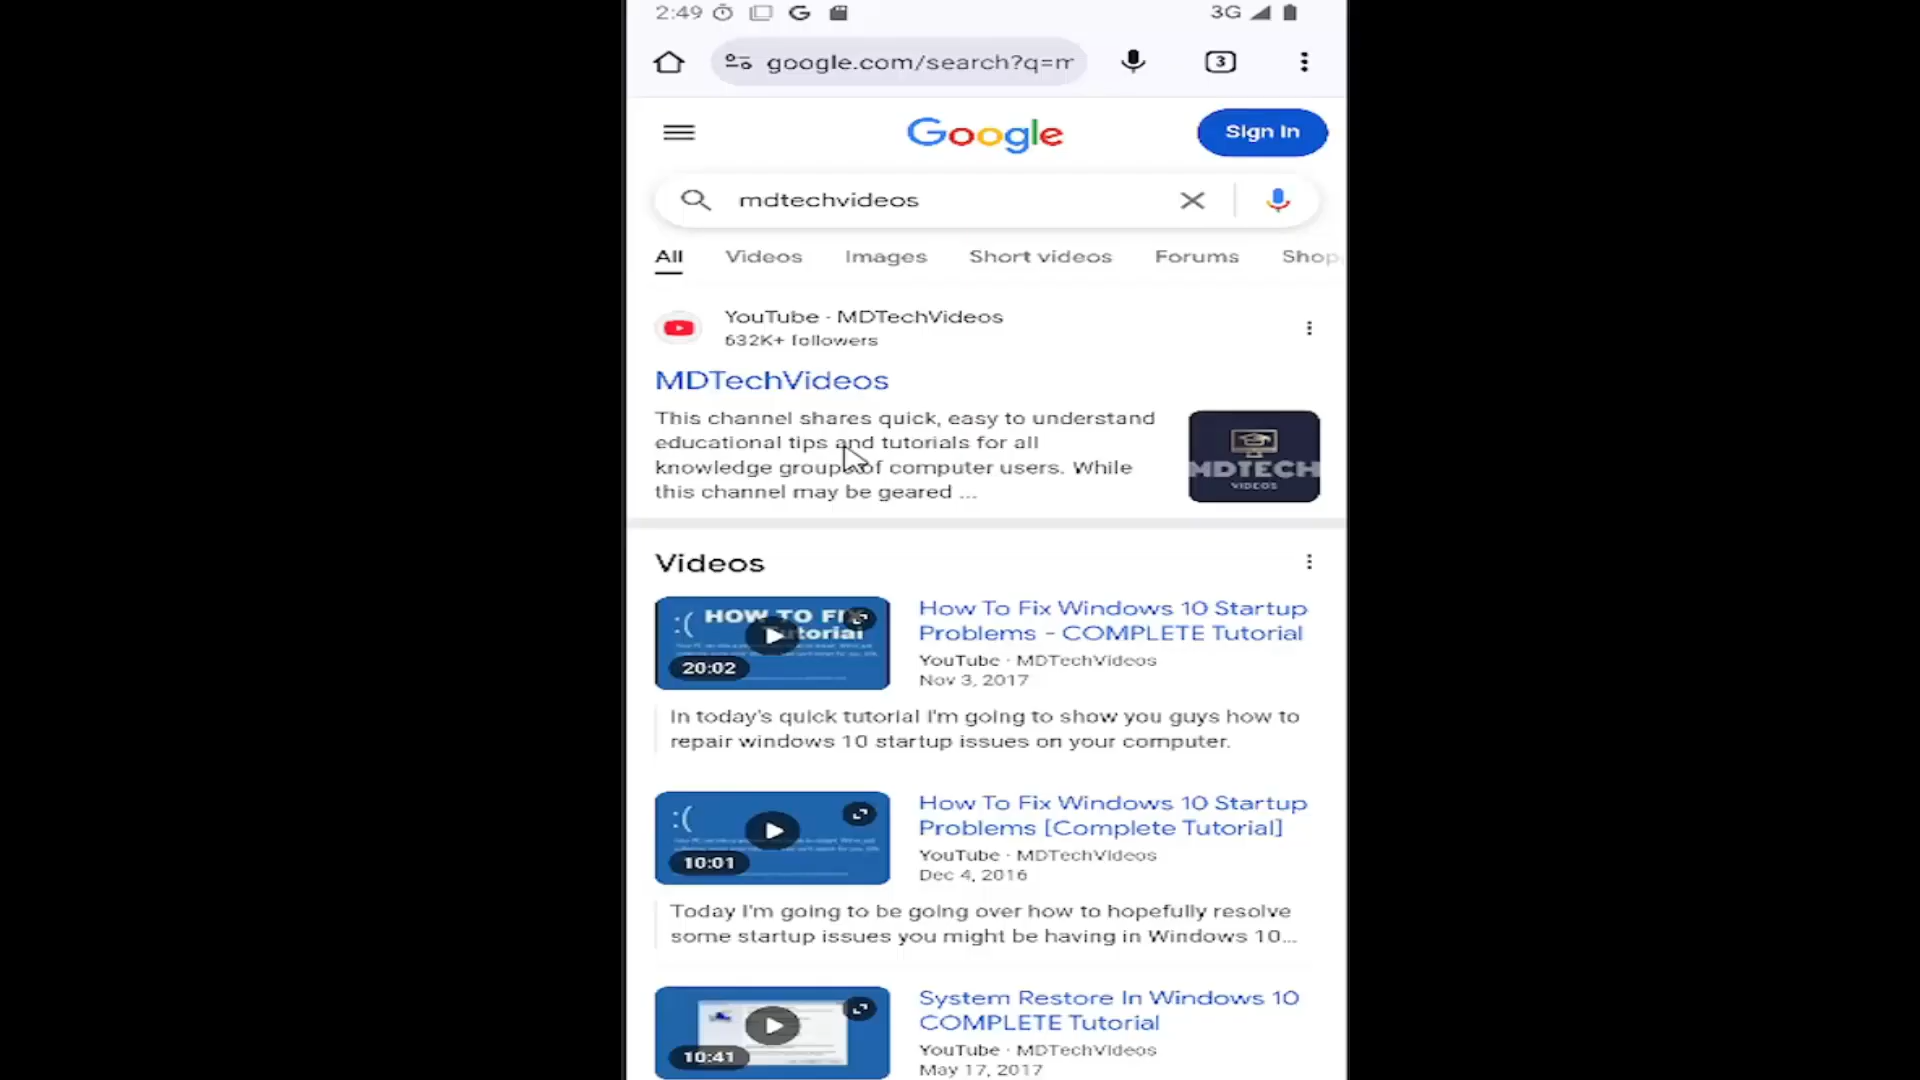 2:49
3G
google.com/search?q=m
3
Google
Sign in
mdtechvideos
All Videos Images Short videos Forums Shop
YouTube · MDTechVideos
632K+ followers
MDTechVideos
This channel shares quick, easy to understand
educational tips and tutorials for all
knowledge groups of computer users. While
this channel may be geared ...
MDTECH
VIDEOS
Videos
HOW TO FI
Tutorial
20:02
How To Fix Windows 10 Startup
Problems - COMPLETE Tutorial
YouTube · MDTechVideos
Nov 3, 2017
In today's quick tutorial I'm going to show you guys how to
repair windows 10 startup issues on your computer.
:(
10:01
How To Fix Windows 10 Startup
Problems [Complete Tutorial]
YouTube · MDTechVideos
Dec 4, 2016
Today I'm going to be going over how to hopefully resolve
some startup issues you might be having in Windows 10...
10:41
System Restore In Windows 10
COMPLETE Tutorial
YouTube · MDTechVideos
May 17, 2017